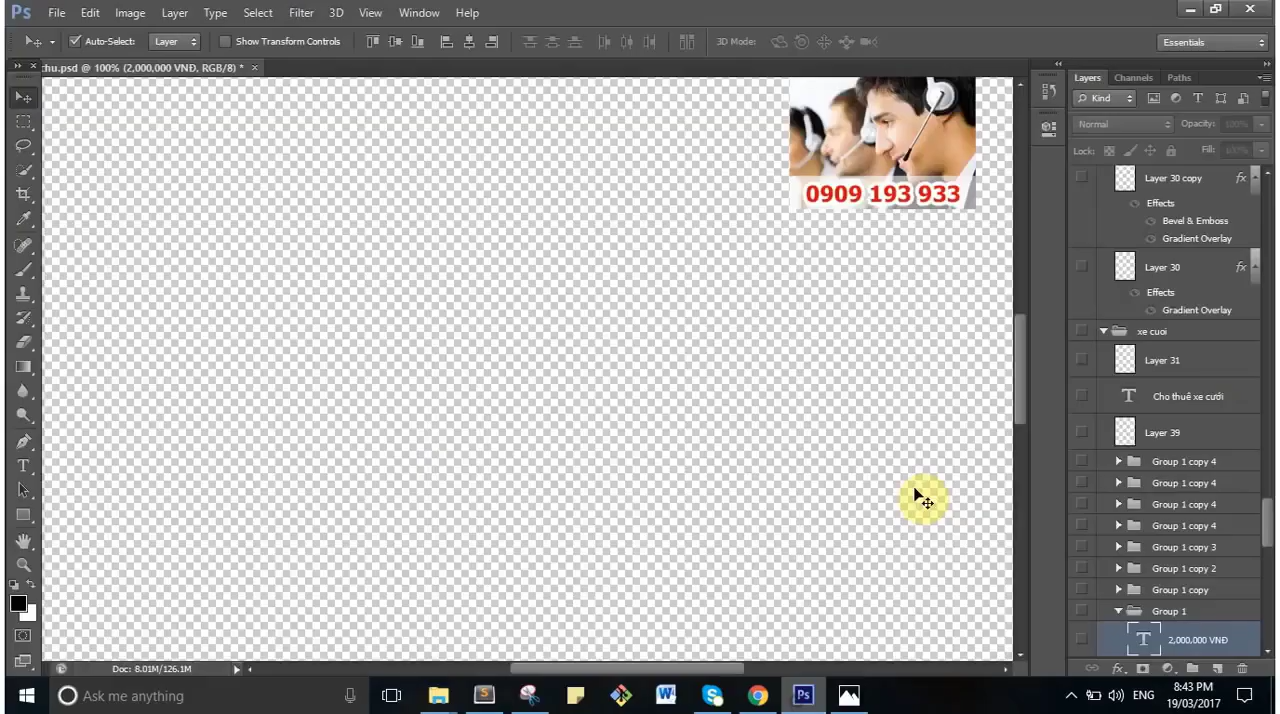 Ps File Edit Image Layer Type Select Filter 3D View Window Help
Auto-Select: Layer Show Transform Controls 3D Mode: Essentials
chu.psd @ 100% (2,000,000 VNĐ, RGB/8) *
Layers Channels Paths
Kind
Normal Opacity: 100%
Lock: Fill:
Layer 30 copy fx
Effects
Bevel & Emboss
Gradient Overlay
Layer 30 fx
Effects
Gradient Overlay
xe cuoi
Layer 31
Cho thuê xe cưới
Layer 39
Group 1 copy 4
Group 1 copy 4
Group 1 copy 4
Group 1 copy 4
Group 1 copy 3
Group 1 copy 2
Group 1 copy
Group 1
2,000,000 VNĐ
0909 193 933
Doc: 8.01M/126.1M
Ask me anything
ENG
8:43 PM
19/03/2017